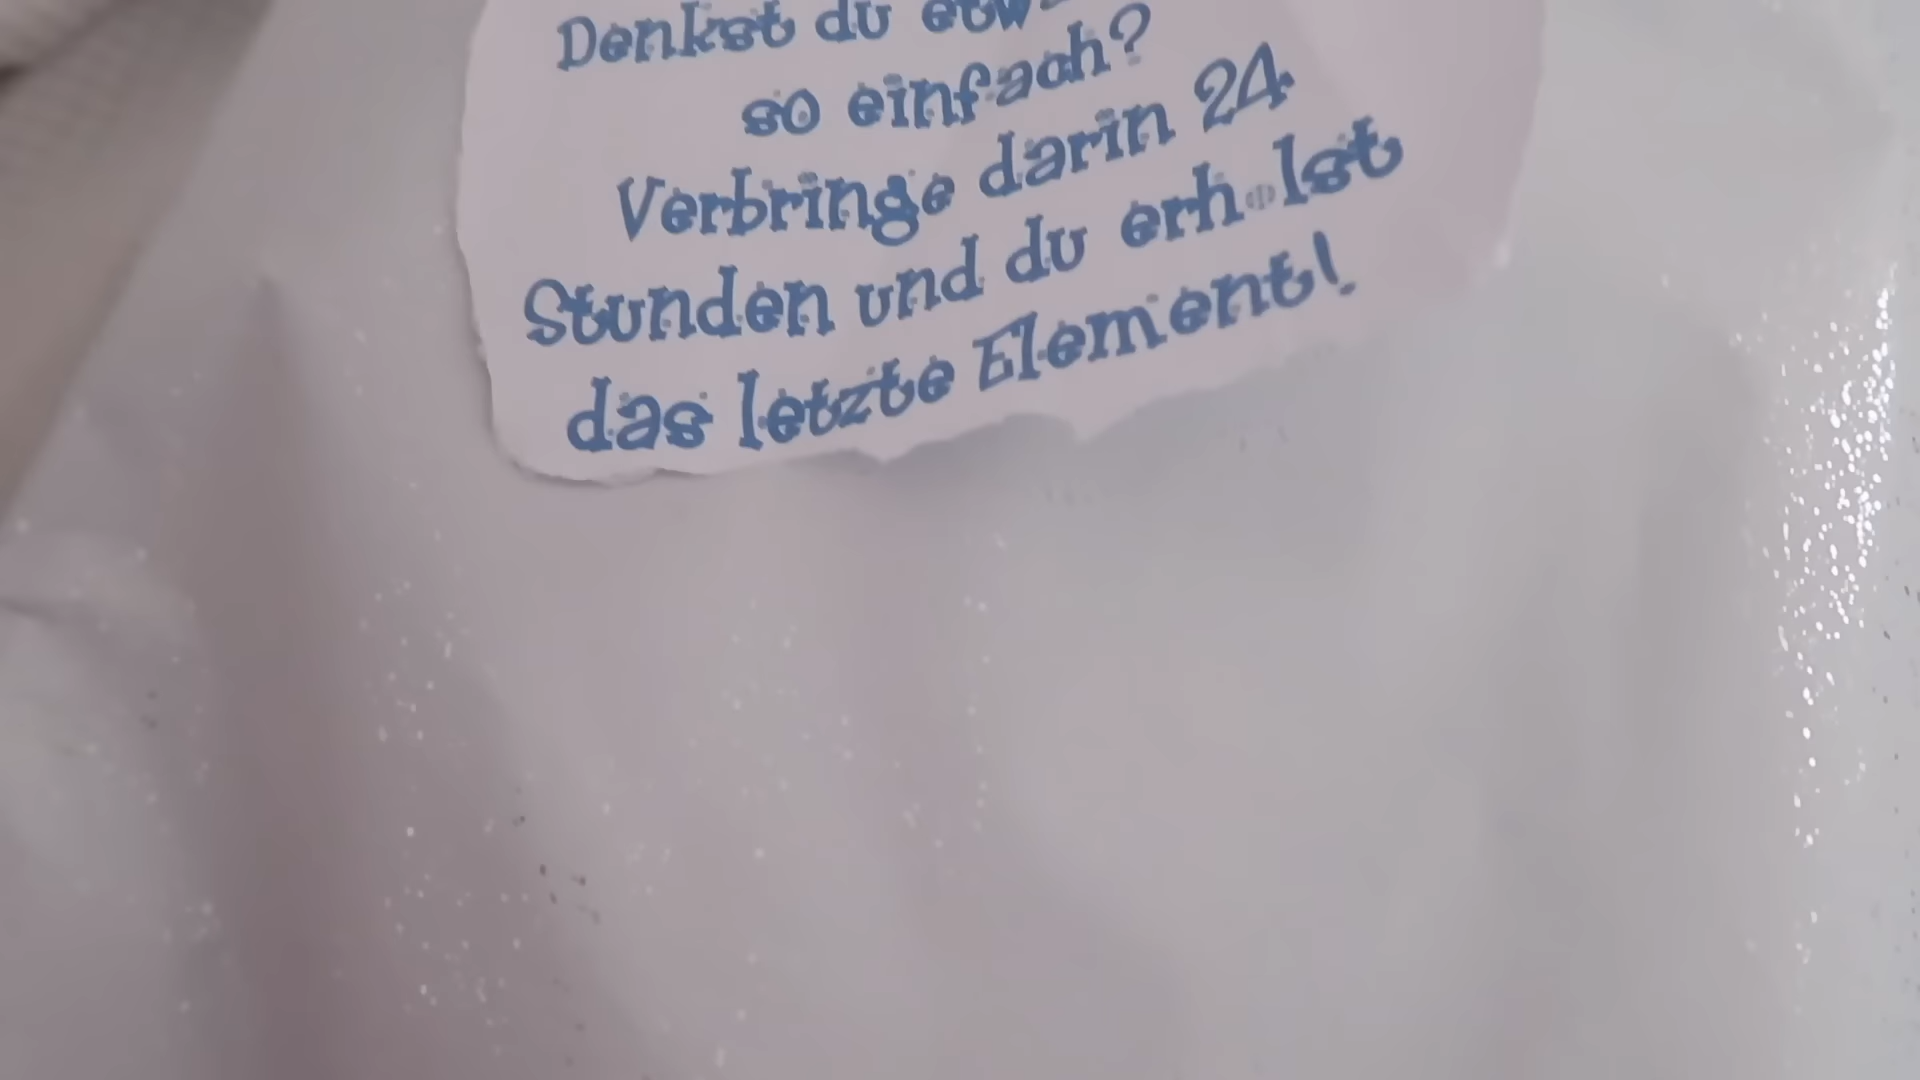 Denkst du
so einfach?
Verbringe darin 24
Stunden und du erhälst
das letzte Element!